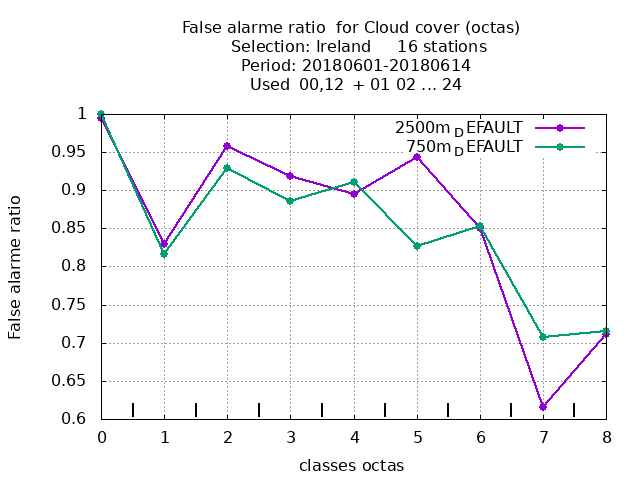 False alarme ratio  for Cloud cover (octas)
Selection: Ireland     16 stations
Period: 20180601-20180614
Used  00,12  + 01 02 ... 24
2500m_DEFAULT
750m_DEFAULT
1
0.95
0.9
0.85
0.8
0.75
0.7
0.65
0.6
False alarme ratio
0 1 2 3 4 5 6 7 8
classes octas